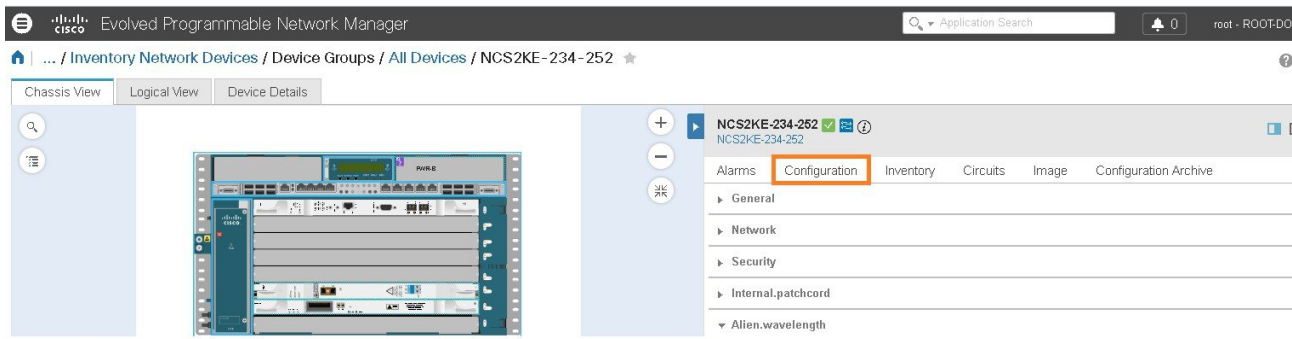 CISCO Evolved Programmable Network Manager Application Search 0 root - ROOT-DO
... / Inventory Network Devices / Device Groups / All Devices / NCS2KE-234-252
Chassis View Logical View Device Details
NCS2KE-234-252
NCS2KE-234-252
PWR-B
Alarms Configuration Inventory Circuits Image Configuration Archive
General
Network
Security
CISCO
Internal.patchcord
Alien.wavelength